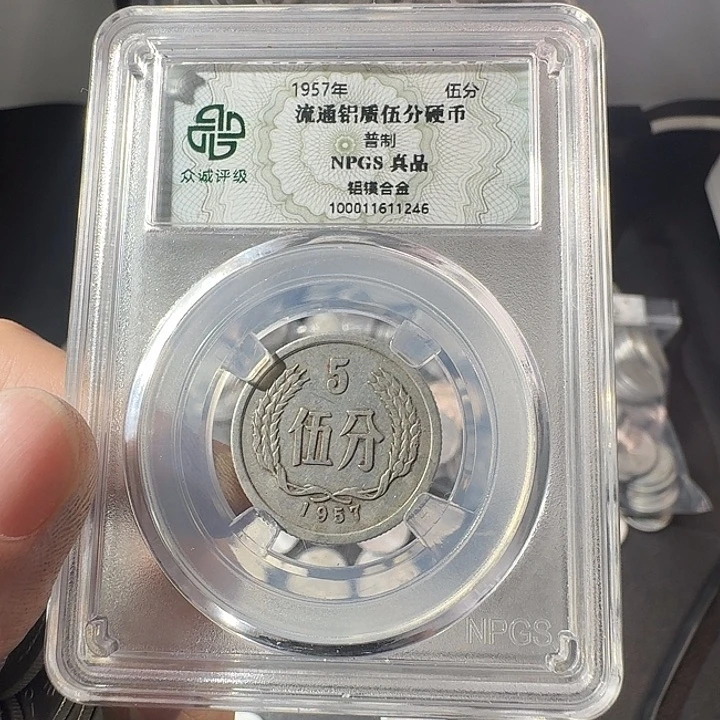 1957年 伍分
流通铝质伍分硬币
普制
NPGS 真品
铝镁合金
100011611246
众诚评级
5
伍分
1957
NPGS